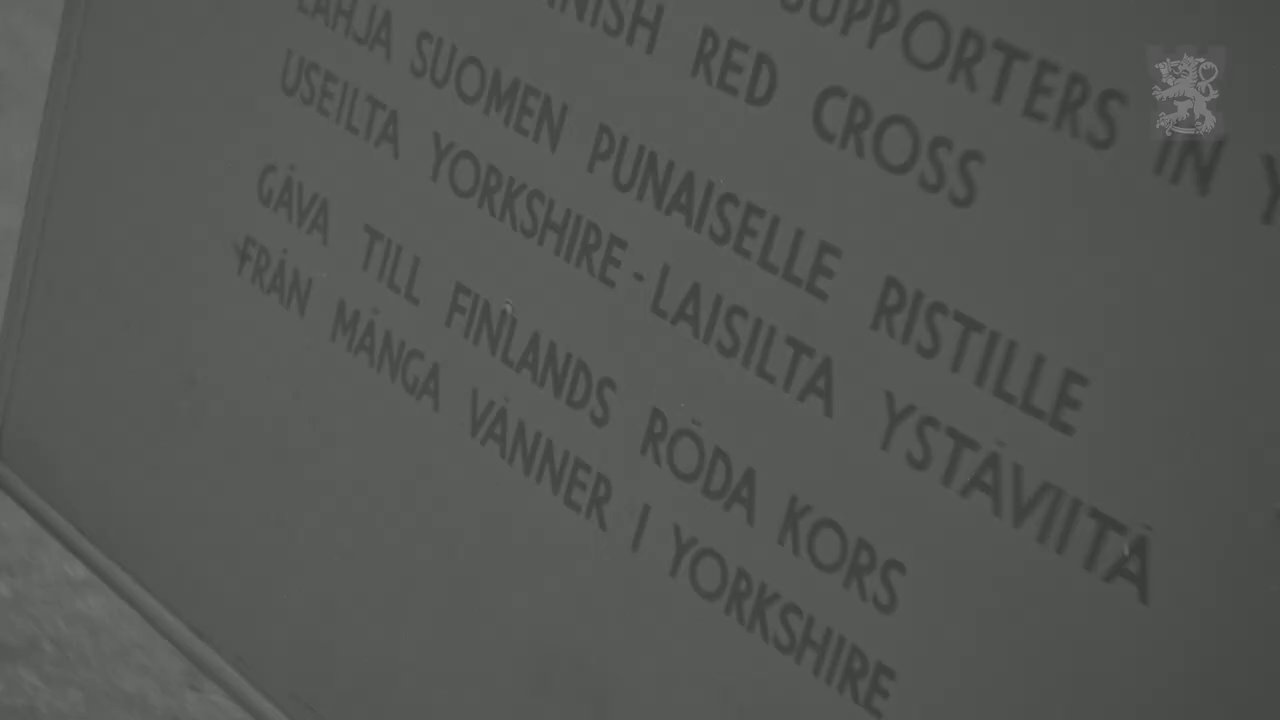 SUPPORTERS IN
RED CROSS
LAHJA SUOMEN PUNAISELLE RISTILLE
USEILTA YORKSHIRE-LAISILTA YSTÄVIITÄ
GÅVA TILL FINLANDS RÖDA KORS
FRÅN MÅNGA VÄNNER I YORKSHIRE